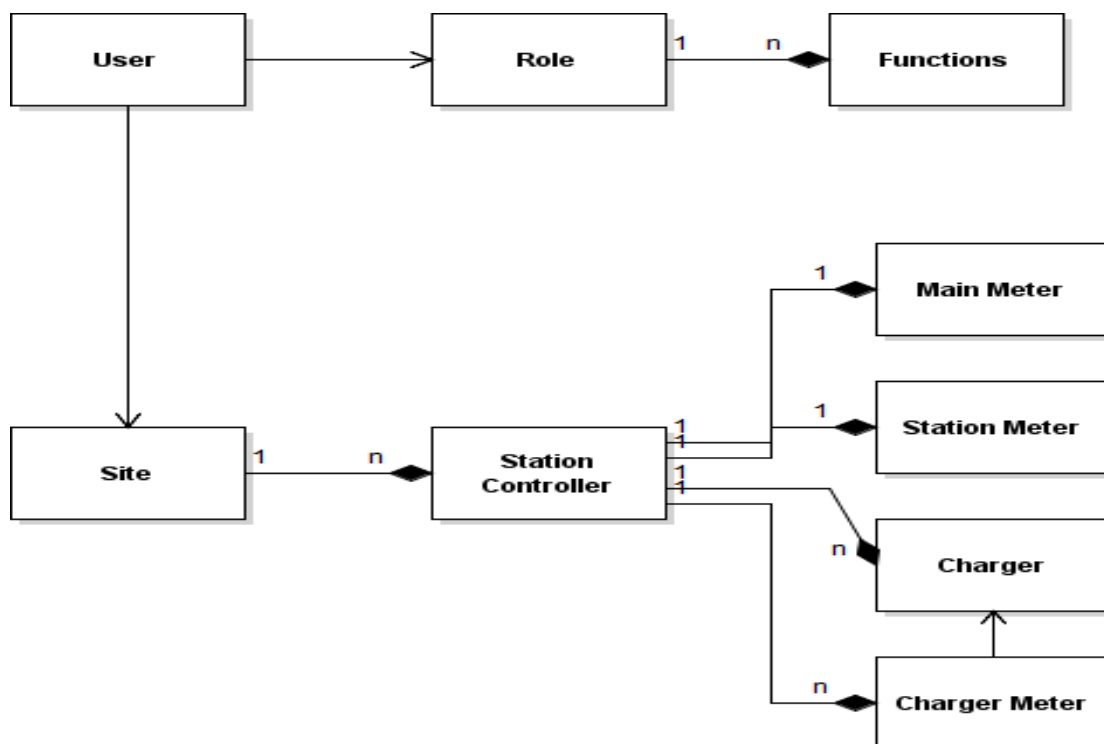 User
Role
1
n
Functions
1
Main Meter
1
Station Meter
Site
1
n
Station
Controller
1
1
1
1
n
Charger
n
Charger Meter